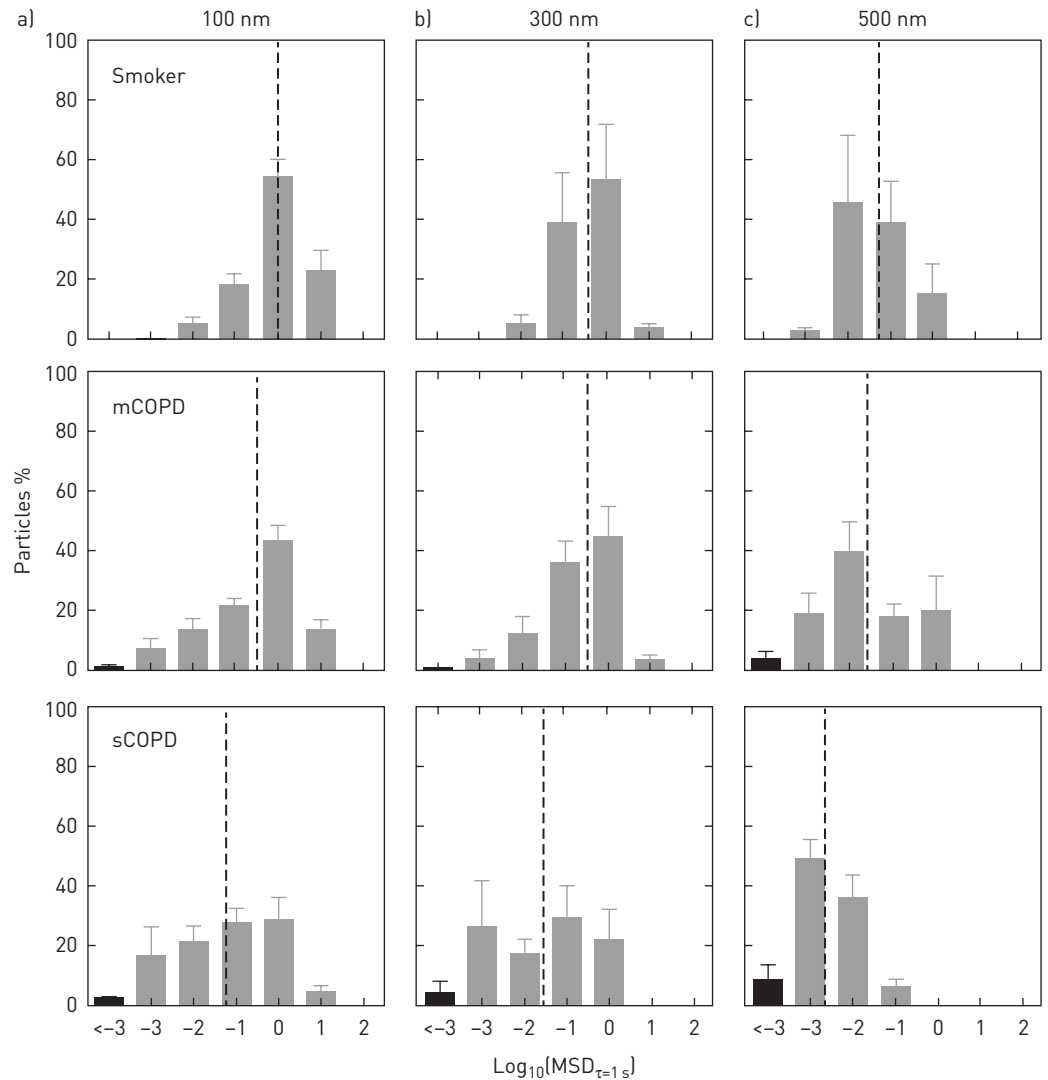 a) 100 nm b) 300 nm c) 500 nm
100
80
60
40
20
0
Smoker
100
80
60
40
20
0
mCOPD
Particles %
100
80
60
40
20
0
sCOPD
<–3 –3 –2 –1 0 1 2 <–3 –3 –2 –1 0 1 2 <–3 –3 –2 –1 0 1 2
Log10(MSDτ=1 s)